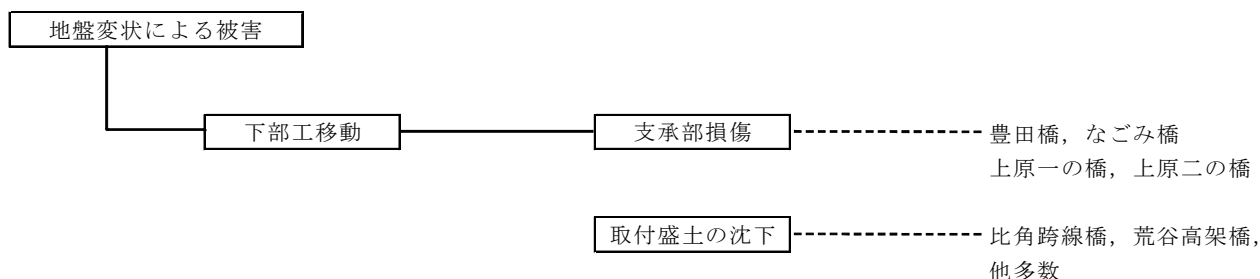 地盤変状による被害
下部工移動
支承部損傷
豊田橋，なごみ橋
上原一の橋，上原二の橋
取付盛土の沈下
比角跨線橋，荒谷高架橋，
他多数